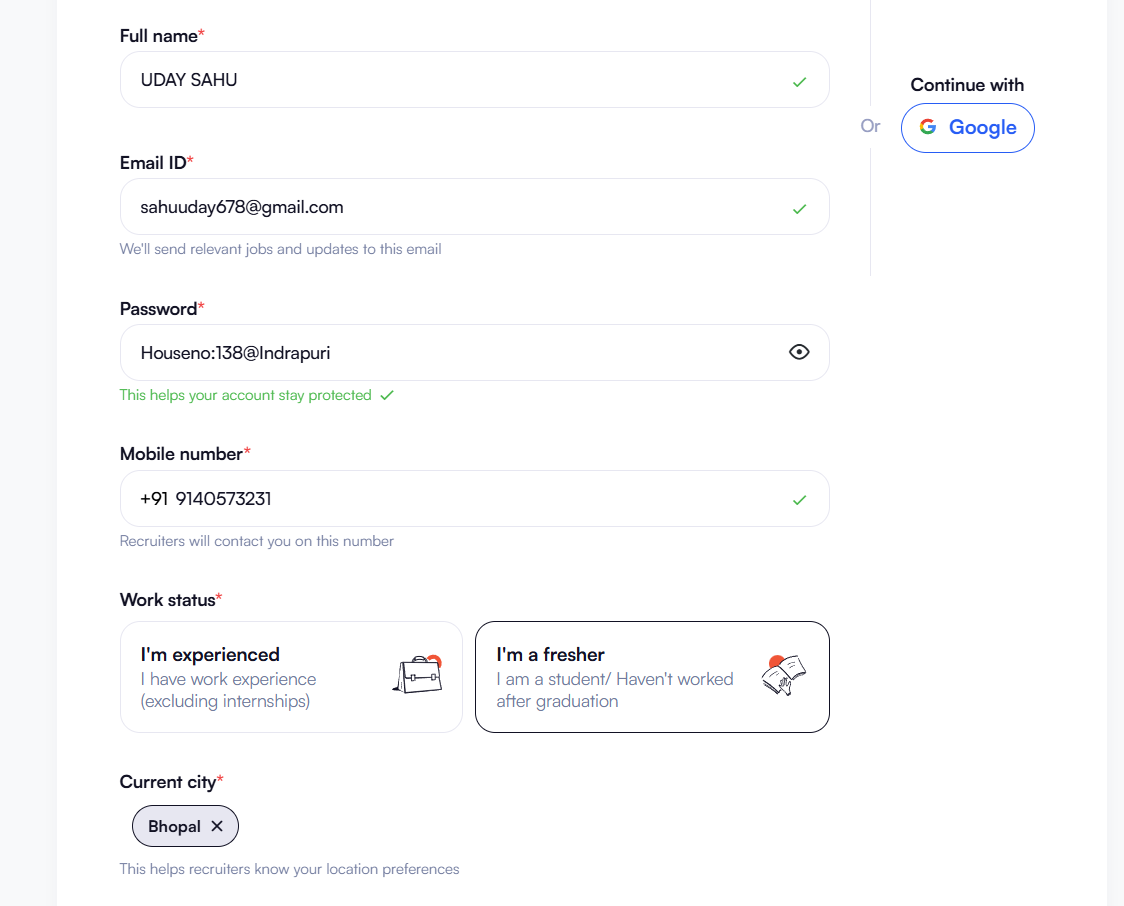 Full name*
UDAY SAHU
Continue with
Or
Google
Email ID*
sahuuday678@gmail.com
We'll send relevant jobs and updates to this email
Password*
Houseno:138@Indrapuri
This helps your account stay protected
Mobile number*
+91 9140573231
Recruiters will contact you on this number
Work status*
I'm experienced
I have work experience
(excluding internships)
I'm a fresher
I am a student/ Haven't worked
after graduation
Current city*
Bhopal
This helps recruiters know your location preferences